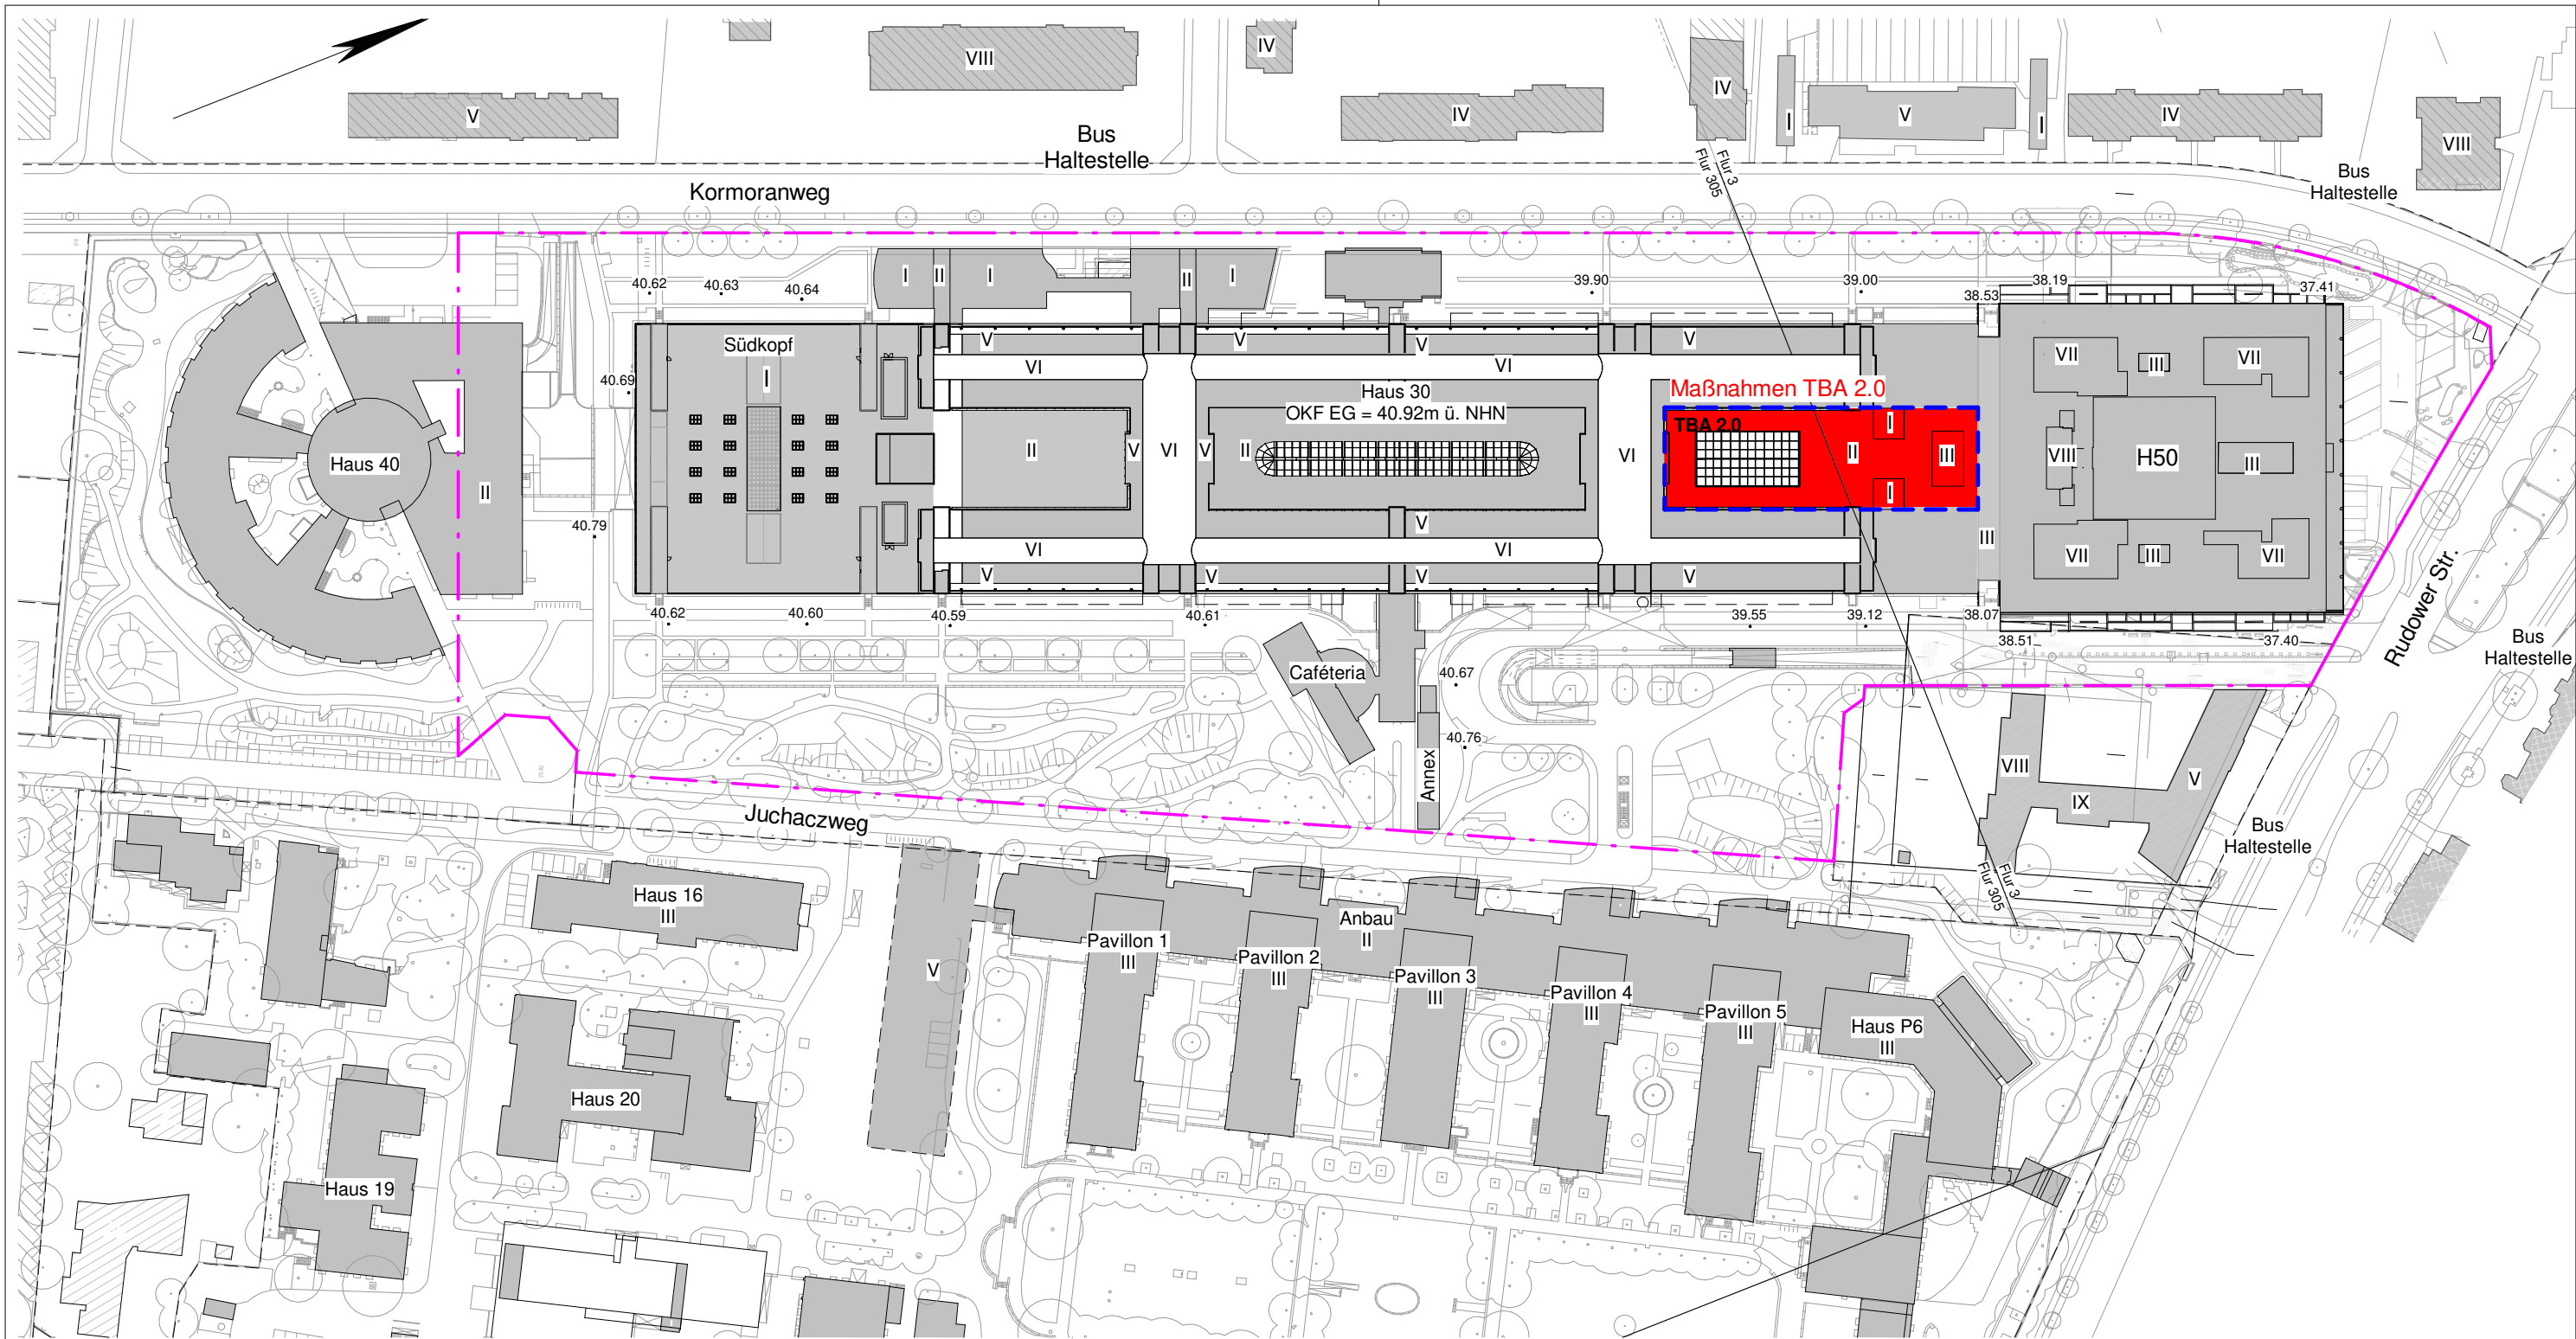 VIII
IV
V
IV
IV
I
V
I
IV
VIII
Bus
Haltestelle
Flur 3
Flur 305
Bus
Haltestelle
Kormoranweg
I
II
I
II
I
40.62
40.63
40.64
39.90
39.00
38.53
38.19
37.41
Südkopf
I
V
V
V
V
VI
VI
40.69
Haus 30
OKF EG = 40.92m ü. NHN
Maßnahmen TBA 2.0
TBA 2.0
VII
III
VII
Haus 40
II
II
V
VI
V
II
VI
I
II
III
I
VIII
H50
III
40.79
V
VI
VI
III
VII
III
VII
V
V
V
V
40.62
40.60
40.59
40.61
39.55
39.12
38.07
38.51
37.40
Rudower Str.
Bus
Haltestelle
Caféteria
40.67
40.76
Annex
VIII
V
IX
Juchaczweg
Bus
Haltestelle
Flur 3
Flur 305
Haus 16
III
Anbau
II
V
Pavillon 1
III
Pavillon 2
III
Pavillon 3
III
Pavillon 4
III
Pavillon 5
III
Haus P6
III
Haus 20
Haus 19